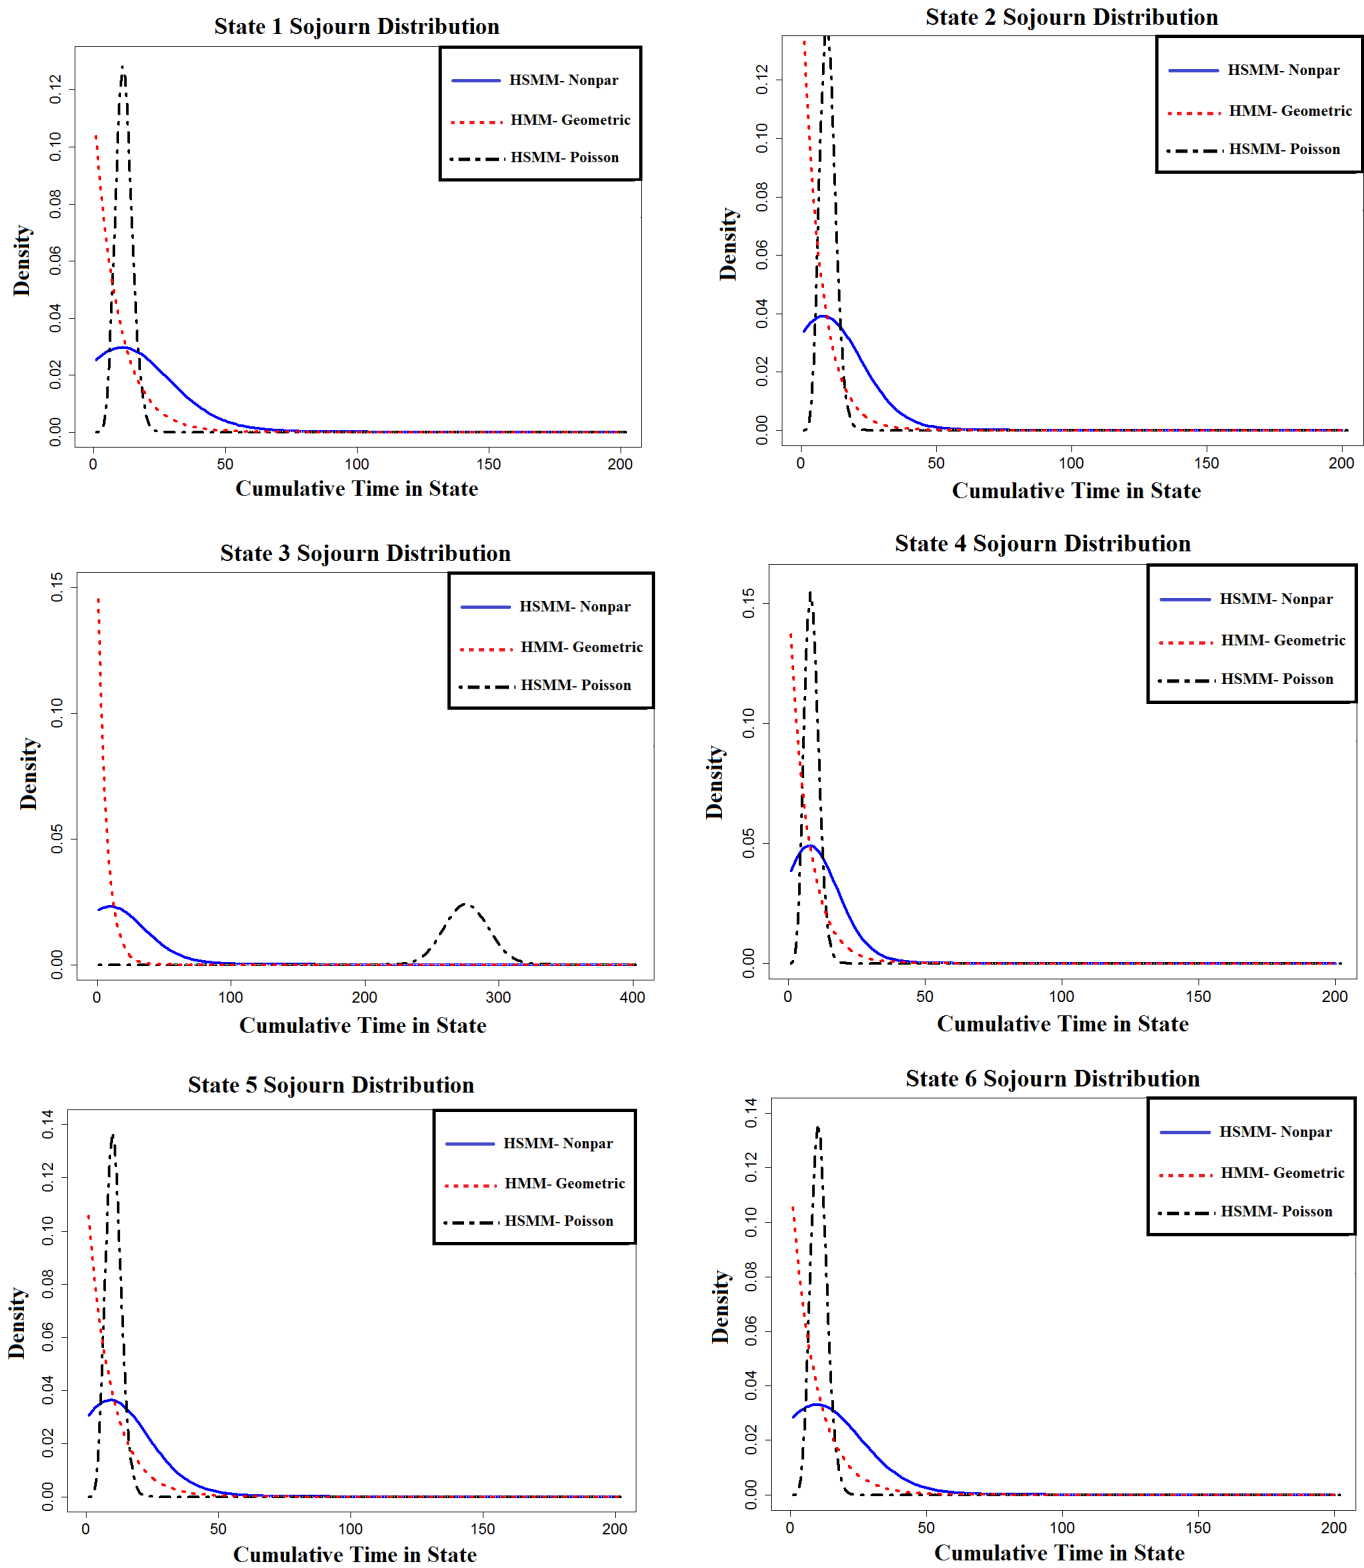 State 1 Sojourn Distribution
HSMM- Nonpar
HMM- Geometric
HSMM- Poisson
Density
0.00 0.02 0.04 0.06 0.08 0.10 0.12
0 50 100 150 200
Cumulative Time in State
State 2 Sojourn Distribution
HSMM- Nonpar
HMM- Geometric
HSMM- Poisson
Density
0.00 0.02 0.04 0.06 0.08 0.10 0.12
0 50 100 150 200
Cumulative Time in State
State 3 Sojourn Distribution
HSMM- Nonpar
HMM- Geometric
HSMM- Poisson
Density
0.00 0.05 0.10 0.15
0 100 200 300 400
Cumulative Time in State
State 4 Sojourn Distribution
HSMM- Nonpar
HMM- Geometric
HSMM- Poisson
Density
0.00 0.05 0.10 0.15
0 50 100 150 200
Cumulative Time in State
State 5 Sojourn Distribution
HSMM- Nonpar
HMM- Geometric
HSMM- Poisson
Density
0.00 0.02 0.04 0.06 0.08 0.10 0.12 0.14
0 50 100 150 200
Cumulative Time in State
State 6 Sojourn Distribution
HSMM- Nonpar
HMM- Geometric
HSMM- Poisson
Density
0.00 0.02 0.04 0.06 0.08 0.10 0.12 0.14
0 50 100 150 200
Cumulative Time in State